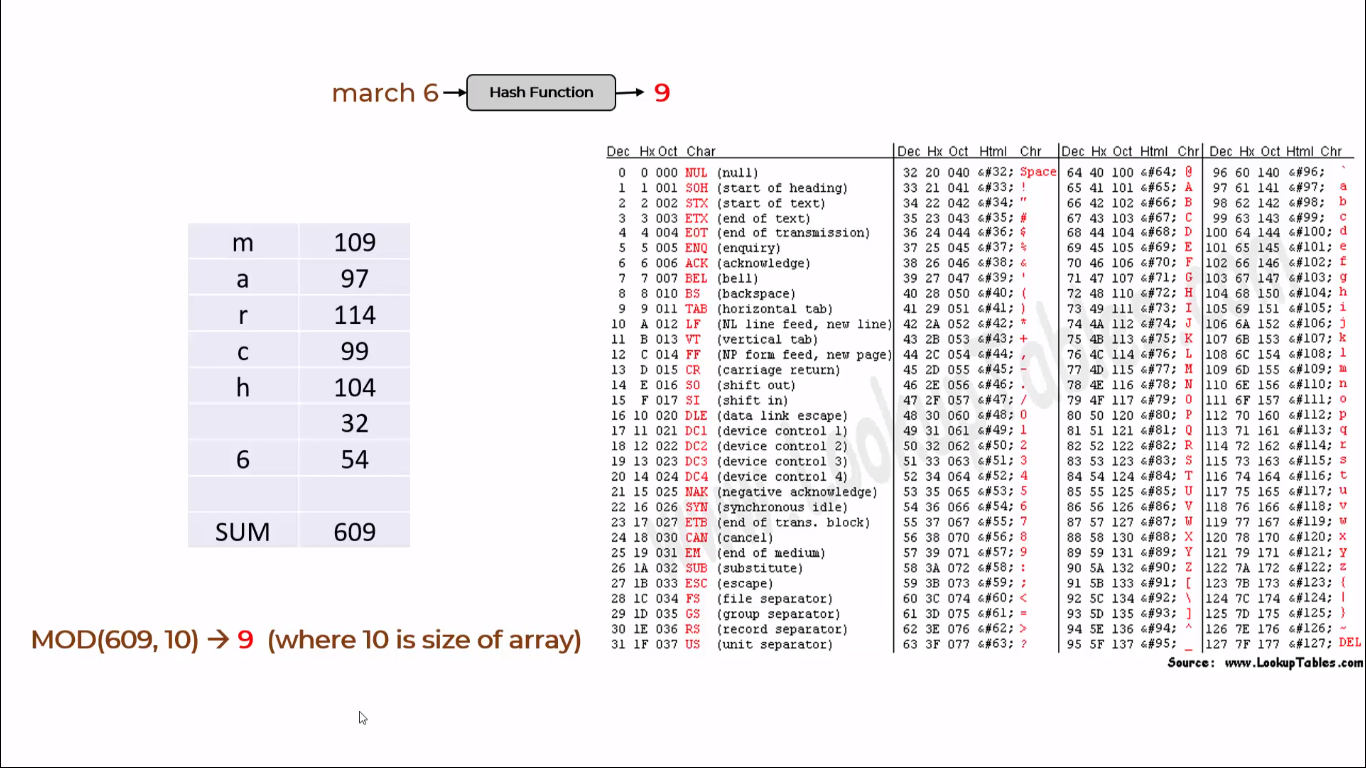 march 6 → Hash Function → 9
m 109
a 97
r 114
c 99
h 104
32
6 54
SUM 609
MOD(609, 10) → 9 (where 10 is size of array)
Dec Hx Oct Char Dec Hx Oct Html Chr Dec Hx Oct Html Chr Dec Hx Oct Html Chr
0 0 000 NUL (null) 32 20 040 &#32; Space 64 40 100 &#64; @ 96 60 140 &#96; `
1 1 001 SOH (start of heading) 33 21 041 &#33; ! 65 41 101 &#65; A 97 61 141 &#97; a
2 2 002 STX (start of text) 34 22 042 &#34; " 66 42 102 &#66; B 98 62 142 &#98; b
3 3 003 ETX (end of text) 35 23 043 &#35; # 67 43 103 &#67; C 99 63 143 &#99; c
4 4 004 EOT (end of transmission) 36 24 044 &#36; $ 68 44 104 &#68; D 100 64 144 &#100; d
5 5 005 ENQ (enquiry) 37 25 045 &#37; % 69 45 105 &#69; E 101 65 145 &#101; e
6 6 006 ACK (acknowledge) 38 26 046 &#38; & 70 46 106 &#70; F 102 66 146 &#102; f
7 7 007 BEL (bell) 39 27 047 &#39; ' 71 47 107 &#71; G 103 67 147 &#103; g
8 8 010 BS (backspace) 40 28 050 &#40; ( 72 48 110 &#72; H 104 68 150 &#104; h
9 9 011 TAB (horizontal tab) 41 29 051 &#41; ) 73 49 111 &#73; I 105 69 151 &#105; i
10 A 012 LF (NL line feed, new line) 42 2A 052 &#42; * 74 4A 112 &#74; J 106 6A 152 &#106; j
11 B 013 VT (vertical tab) 43 2B 053 &#43; + 75 4B 113 &#75; K 107 6B 153 &#107; k
12 C 014 FF (NP form feed, new page) 44 2C 054 &#44; , 76 4C 114 &#76; L 108 6C 154 &#108; l
13 D 015 CR (carriage return) 45 2D 055 &#45; - 77 4D 115 &#77; M 109 6D 155 &#109; m
14 E 016 SO (shift out) 46 2E 056 &#46; . 78 4E 116 &#78; N 110 6E 156 &#110; n
15 F 017 SI (shift in) 47 2F 057 &#47; / 79 4F 117 &#79; O 111 6F 157 &#111; o
16 10 020 DLE (data link escape) 48 30 060 &#48; 0 80 50 120 &#80; P 112 70 160 &#112; p
17 11 021 DC1 (device control 1) 49 31 061 &#49; 1 81 51 121 &#81; Q 113 71 161 &#113; q
18 12 022 DC2 (device control 2) 50 32 062 &#50; 2 82 52 122 &#82; R 114 72 162 &#114; r
19 13 023 DC3 (device control 3) 51 33 063 &#51; 3 83 53 123 &#83; S 115 73 163 &#115; s
20 14 024 DC4 (device control 4) 52 34 064 &#52; 4 84 54 124 &#84; T 116 74 164 &#116; t
21 15 025 NAK (negative acknowledge) 53 35 065 &#53; 5 85 55 125 &#85; U 117 75 165 &#117; u
22 16 026 SYN (synchronous idle) 54 36 066 &#54; 6 86 56 126 &#86; V 118 76 166 &#118; v
23 17 027 ETB (end of trans. block) 55 37 067 &#55; 7 87 57 127 &#87; W 119 77 167 &#119; w
24 18 030 CAN (cancel) 56 38 070 &#56; 8 88 58 130 &#88; X 120 78 170 &#120; x
25 19 031 EM (end of medium) 57 39 071 &#57; 9 89 59 131 &#89; Y 121 79 171 &#121; y
26 1A 032 SUB (substitute) 58 3A 072 &#58; : 90 5A 132 &#90; Z 122 7A 172 &#122; z
27 1B 033 ESC (escape) 59 3B 073 &#59; ; 91 5B 133 &#91; [ 123 7B 173 &#123; {
28 1C 034 FS (file separator) 60 3C 074 &#60; < 92 5C 134 &#92; \ 124 7C 174 &#124; |
29 1D 035 GS (group separator) 61 3D 075 &#61; = 93 5D 135 &#93; ] 125 7D 175 &#125; }
30 1E 036 RS (record separator) 62 3E 076 &#62; > 94 5E 136 &#94; ^ 126 7E 176 &#126; ~
31 1F 037 US (unit separator) 63 3F 077 &#63; ? 95 5F 137 &#95; _ 127 7F 177 &#127; DEL
Source: www.LookupTables.com
www.LookupTables.com